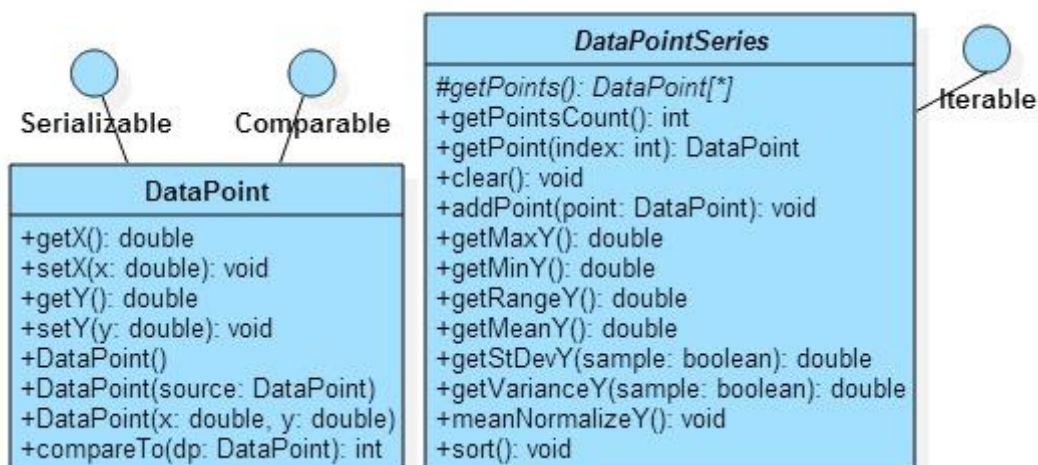 Serializable
Comparable
DataPoint
+getX(): double
+setX(x: double): void
+getY(): double
+setY(y: double): void
+DataPoint()
+DataPoint(source: DataPoint)
+DataPoint(x: double, y: double)
+compareTo(dp: DataPoint): int
DataPointSeries
#getPoints(): DataPoint[*]
+getPointsCount(): int
+getPoint(index: int): DataPoint
+clear(): void
+addPoint(point: DataPoint): void
+getMaxY(): double
+getMinY(): double
+getRangeY(): double
+getMeanY(): double
+getStDevY(sample: boolean): double
+getVarianceY(sample: boolean): double
+meanNormalizeY(): void
+sort(): void
Iterable